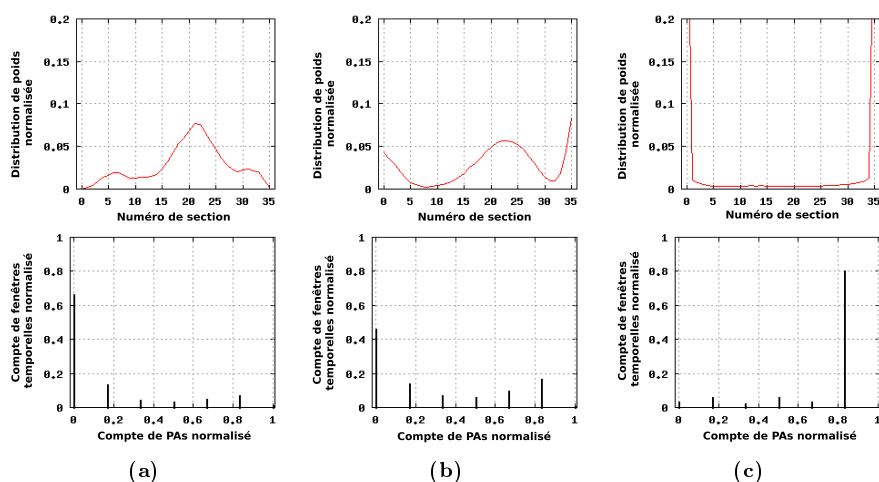 0.2
0.15
0.1
0.05
0
0 5 10 15 20 25 30 35
Distribution de poids
normalisée
Numéro de section
0.2
0.15
0.1
0.05
0
0 5 10 15 20 25 30 35
Distribution de poids
normalisée
Numéro de section
0.2
0.15
0.1
0.05
0
0 5 10 15 20 25 30 35
Distribution de poids
normalisée
Numéro de section
1
0.8
0.6
0.4
0.2
0
0 0.2 0.4 0.6 0.8 1
Compte de fenêtres
temporelles normalisé
Compte de PAs normalisé
1
0.8
0.6
0.4
0.2
0
0 0.2 0.4 0.6 0.8 1
Compte de fenêtres
temporelles normalisé
Compte de PAs normalisé
1
0.8
0.6
0.4
0.2
0
0 0.2 0.4 0.6 0.8 1
Compte de fenêtres
temporelles normalisé
Compte de PAs normalisé
(a) (b) (c)